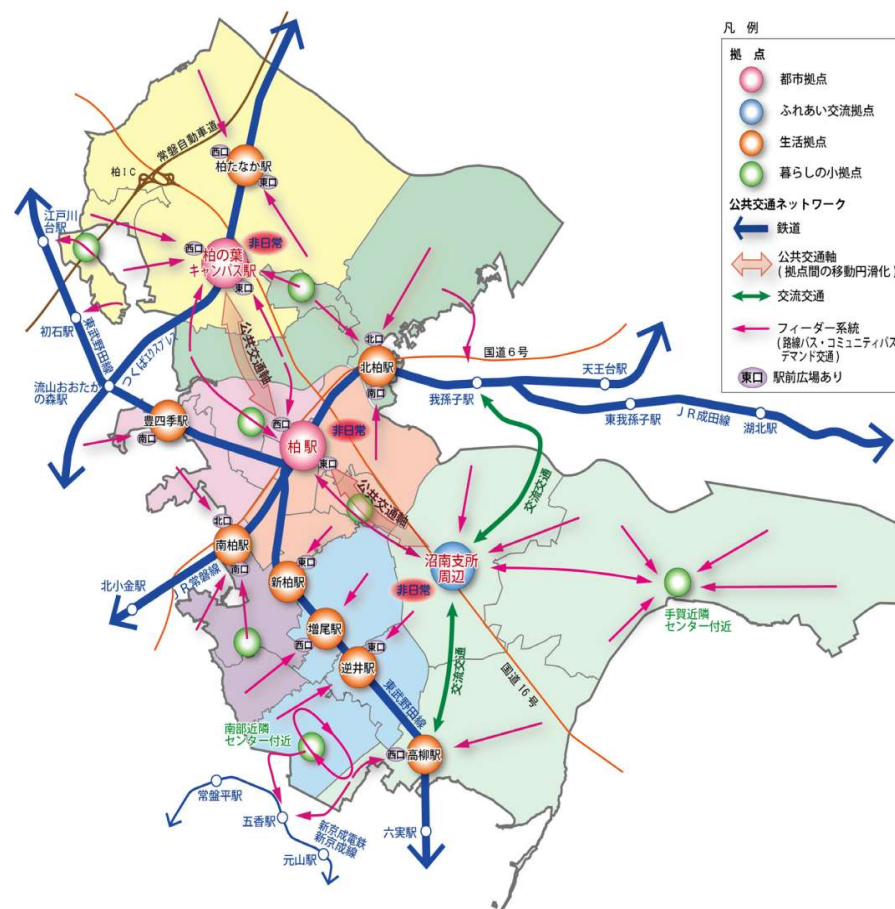 凡 例
拠 点
都市拠点
ふれあい交流拠点
生活拠点
暮らしの小拠点
公共交通ネットワーク
鉄道
公共交通軸
( 拠点間の移動円滑化 )
交流交通
フィーダー系統
( 路線バス・コミュニティバス
デマンド交通 )
東口
駅前広場あり
常磐自動車道
柏IC
西口
柏たなか駅
東口
江戸川
台駅
西口
柏の葉
キャンパス駅
非日常
東口
初石駅
東武野田線
つくばエクスプレス
公共交通軸
流山おおたか
の森駅
北口
北柏駅
南口
国道6号
我孫子駅
天王台駅
東我孫子駅
JR成田線
湖北駅
豊四季駅
南口
西口
柏 駅
非日常
東口
公共交通軸
交流交通
北口
南柏駅
南口
北小金駅
JR常磐線
東口
新柏駅
沼南支所
周辺
非日常
手賀近隣
センター付近
増尾駅
西口
東口
逆井駅
東武野田線
交流交通
国道16号
南部近隣
センター付近
西口
高柳駅
常盤平駅
五香駅
新京成電鉄
新京成線
元山駅
六実駅